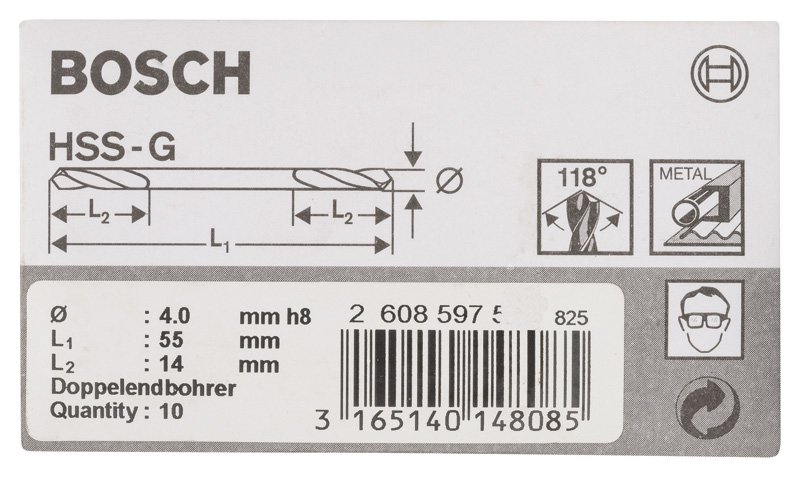 BOSCH
HSS-G
Ø
L2
L2
L1
118°
METAL
Ø : 4.0 mm h8
L1 : 55 mm
L2 : 14 mm
Doppelendbohrer
Quantity : 10
2 608 597
825
3 165140 148085